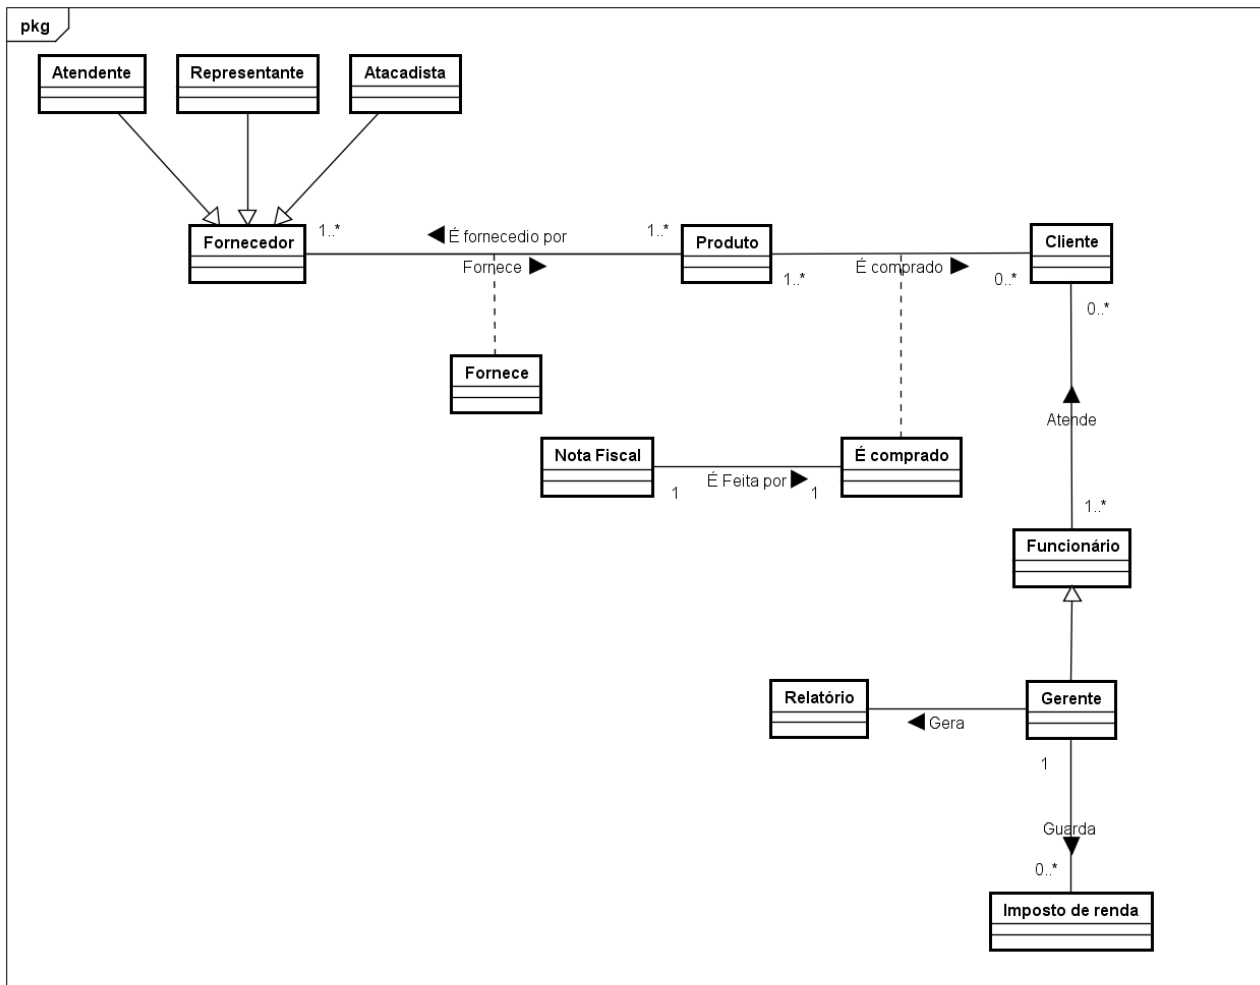 pkg
Atendente
Representante
Atacadista
Fornecedor
1..*
É fornecedio por
1..*
Fornece
Produto
1..*
É comprado
0..*
Cliente
0..*
Fornece
Atende
Nota Fiscal
1
É Feita por
1
É comprado
1..*
Funcionário
Relatório
Gera
Gerente
1
Guarda
0..*
Imposto de renda